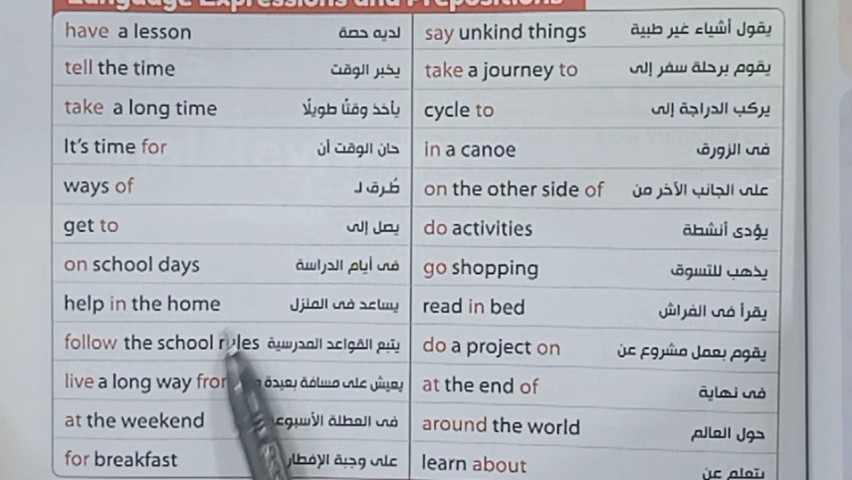 Language Expressions and Prepositions
have a lesson لديه حصة
tell the time يخبر الوقت
take a long time يأخذ وقتًا طويلًا
It's time for حان الوقت أن
ways of طُرق لـ
get to يصل إلى
on school days فى أيام الدراسة
help in the home يساعد فى المنزل
follow the school rules يتبع القواعد المدرسية
live a long way from يعيش على مسافة بعيدة
at the weekend فى العطلة
for breakfast على وجبة الإفطار
say unkind things يقول أشياء غير طيبة
take a journey to يقوم برحلة سفر إلى
cycle to يركب الدراجة إلى
in a canoe فى الزورق
on the other side of على الجانب الآخر من
do activities يؤدى أنشطة
go shopping يذهب للتسوق
read in bed يقرأ فى الفراش
do a project on يقوم بعمل مشروع عن
at the end of فى نهاية
around the world حول العالم
learn about يتعلم عن